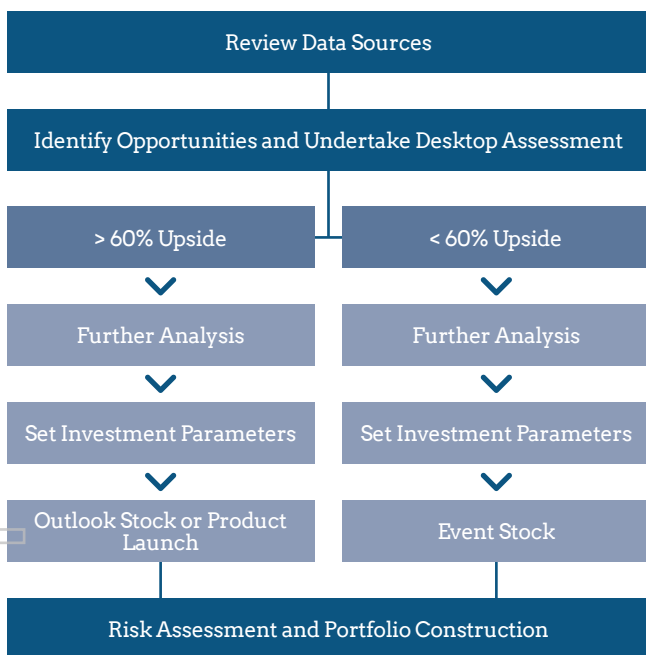 Review Data Sources
Identify Opportunities and Undertake Desktop Assessment
> 60% Upside
< 60% Upside
Further Analysis
Further Analysis
Set Investment Parameters
Set Investment Parameters
Outlook Stock or Product
Launch
Event Stock
Risk Assessment and Portfolio Construction